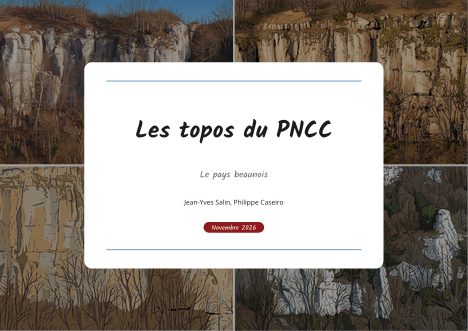 Les topos du PNCC
Le pays beaunois
Jean-Yves Salin, Philippe Caseiro
Novembre 2026